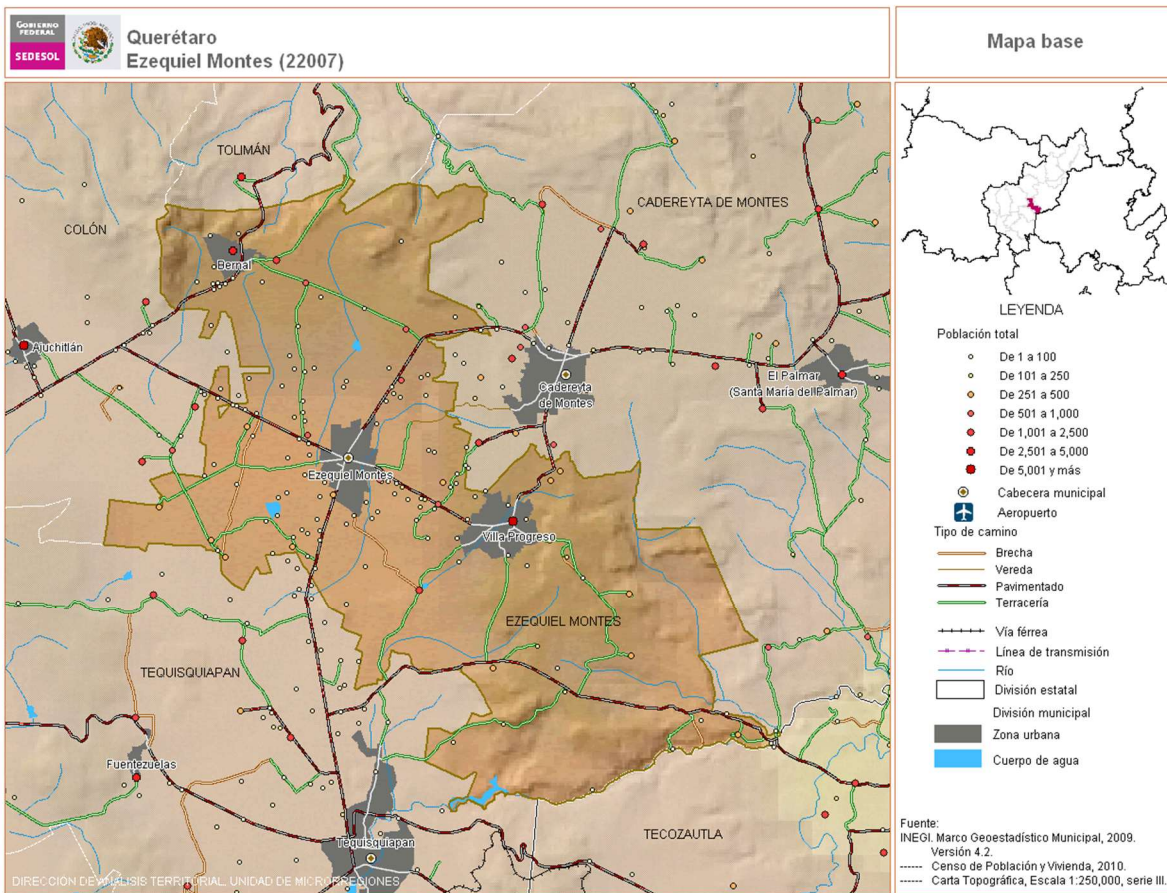 GOBIERNO
FEDERAL
SEDESOL
Querétaro
Ezequiel Montes (22007)
Mapa base
TOLIMÁN
COLÓN
CADEREYTA DE MONTES
Bernal
Ajuchitlán
Cadereyta
de Montes
El Palmar
(Santa María del Palmar)
Ezequiel Montes
Villa Progreso
EZEQUIEL MONTES
TEQUISQUIAPAN
Fuentezuelas
Tequisquiapan
TECOZAUTLA
DIRECCIÓN DE ANÁLISIS TERRITORIAL. UNIDAD DE MICRORREGIONES
LEYENDA
Población total
De 1 a 100
De 101 a 250
De 251 a 500
De 501 a 1,000
De 1,001 a 2,500
De 2,501 a 5,000
De 5,001 y más
Cabecera municipal
Aeropuerto
Tipo de camino
Brecha
Vereda
Pavimentado
Terracería
Vía férrea
Línea de transmisión
Río
División estatal
División municipal
Zona urbana
Cuerpo de agua
Fuente:
INEGI. Marco Geoestadístico Municipal, 2009.
Versión 4.2.
------ Censo de Población y Vivienda, 2010.
------ Carta Topográfica, Escala 1:250,000, serie III.